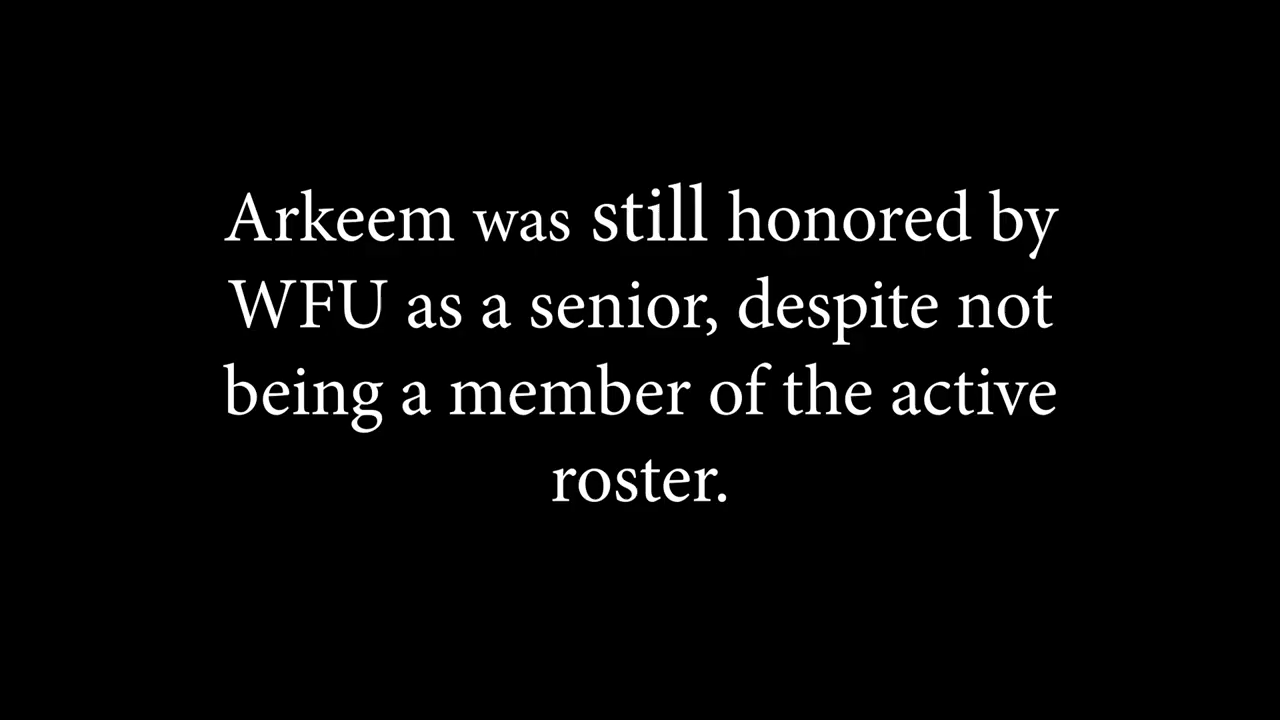 Arkeem was still honored by
WFU as a senior, despite not
being a member of the active
roster.